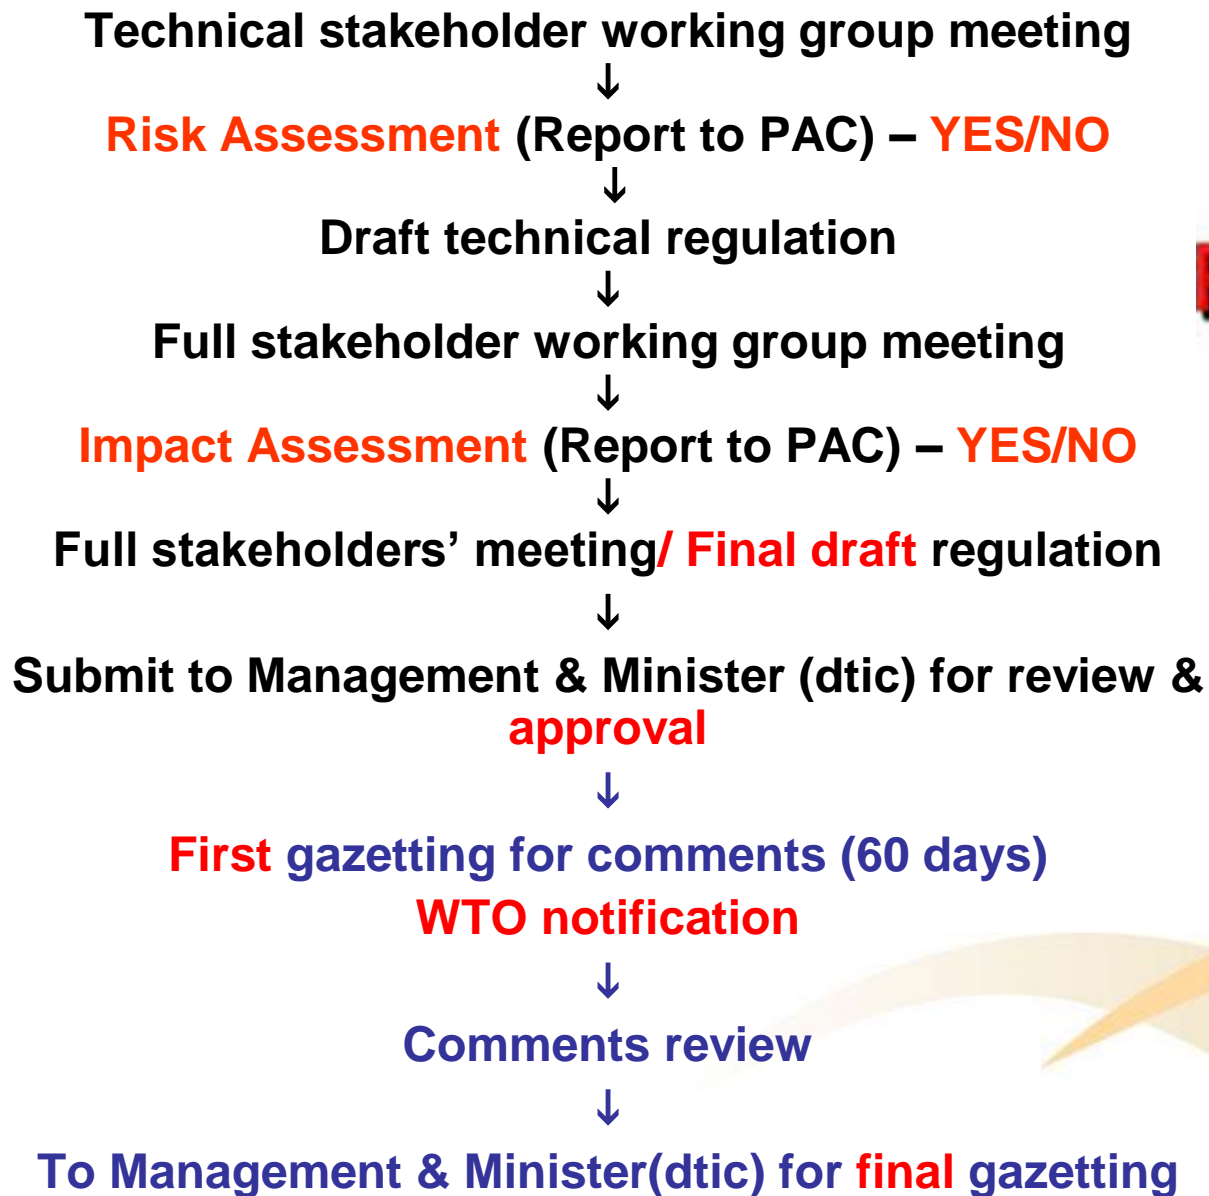 Technical stakeholder working group meeting
↓
Risk Assessment (Report to PAC) – YES/NO
↓
Draft technical regulation
↓
Full stakeholder working group meeting
↓
Impact Assessment (Report to PAC) – YES/NO
↓
Full stakeholders’ meeting/ Final draft regulation
↓
Submit to Management & Minister (dtic) for review &
approval
↓
First gazetting for comments (60 days)
WTO notification
↓
Comments review
↓
To Management & Minister(dtic) for final gazetting